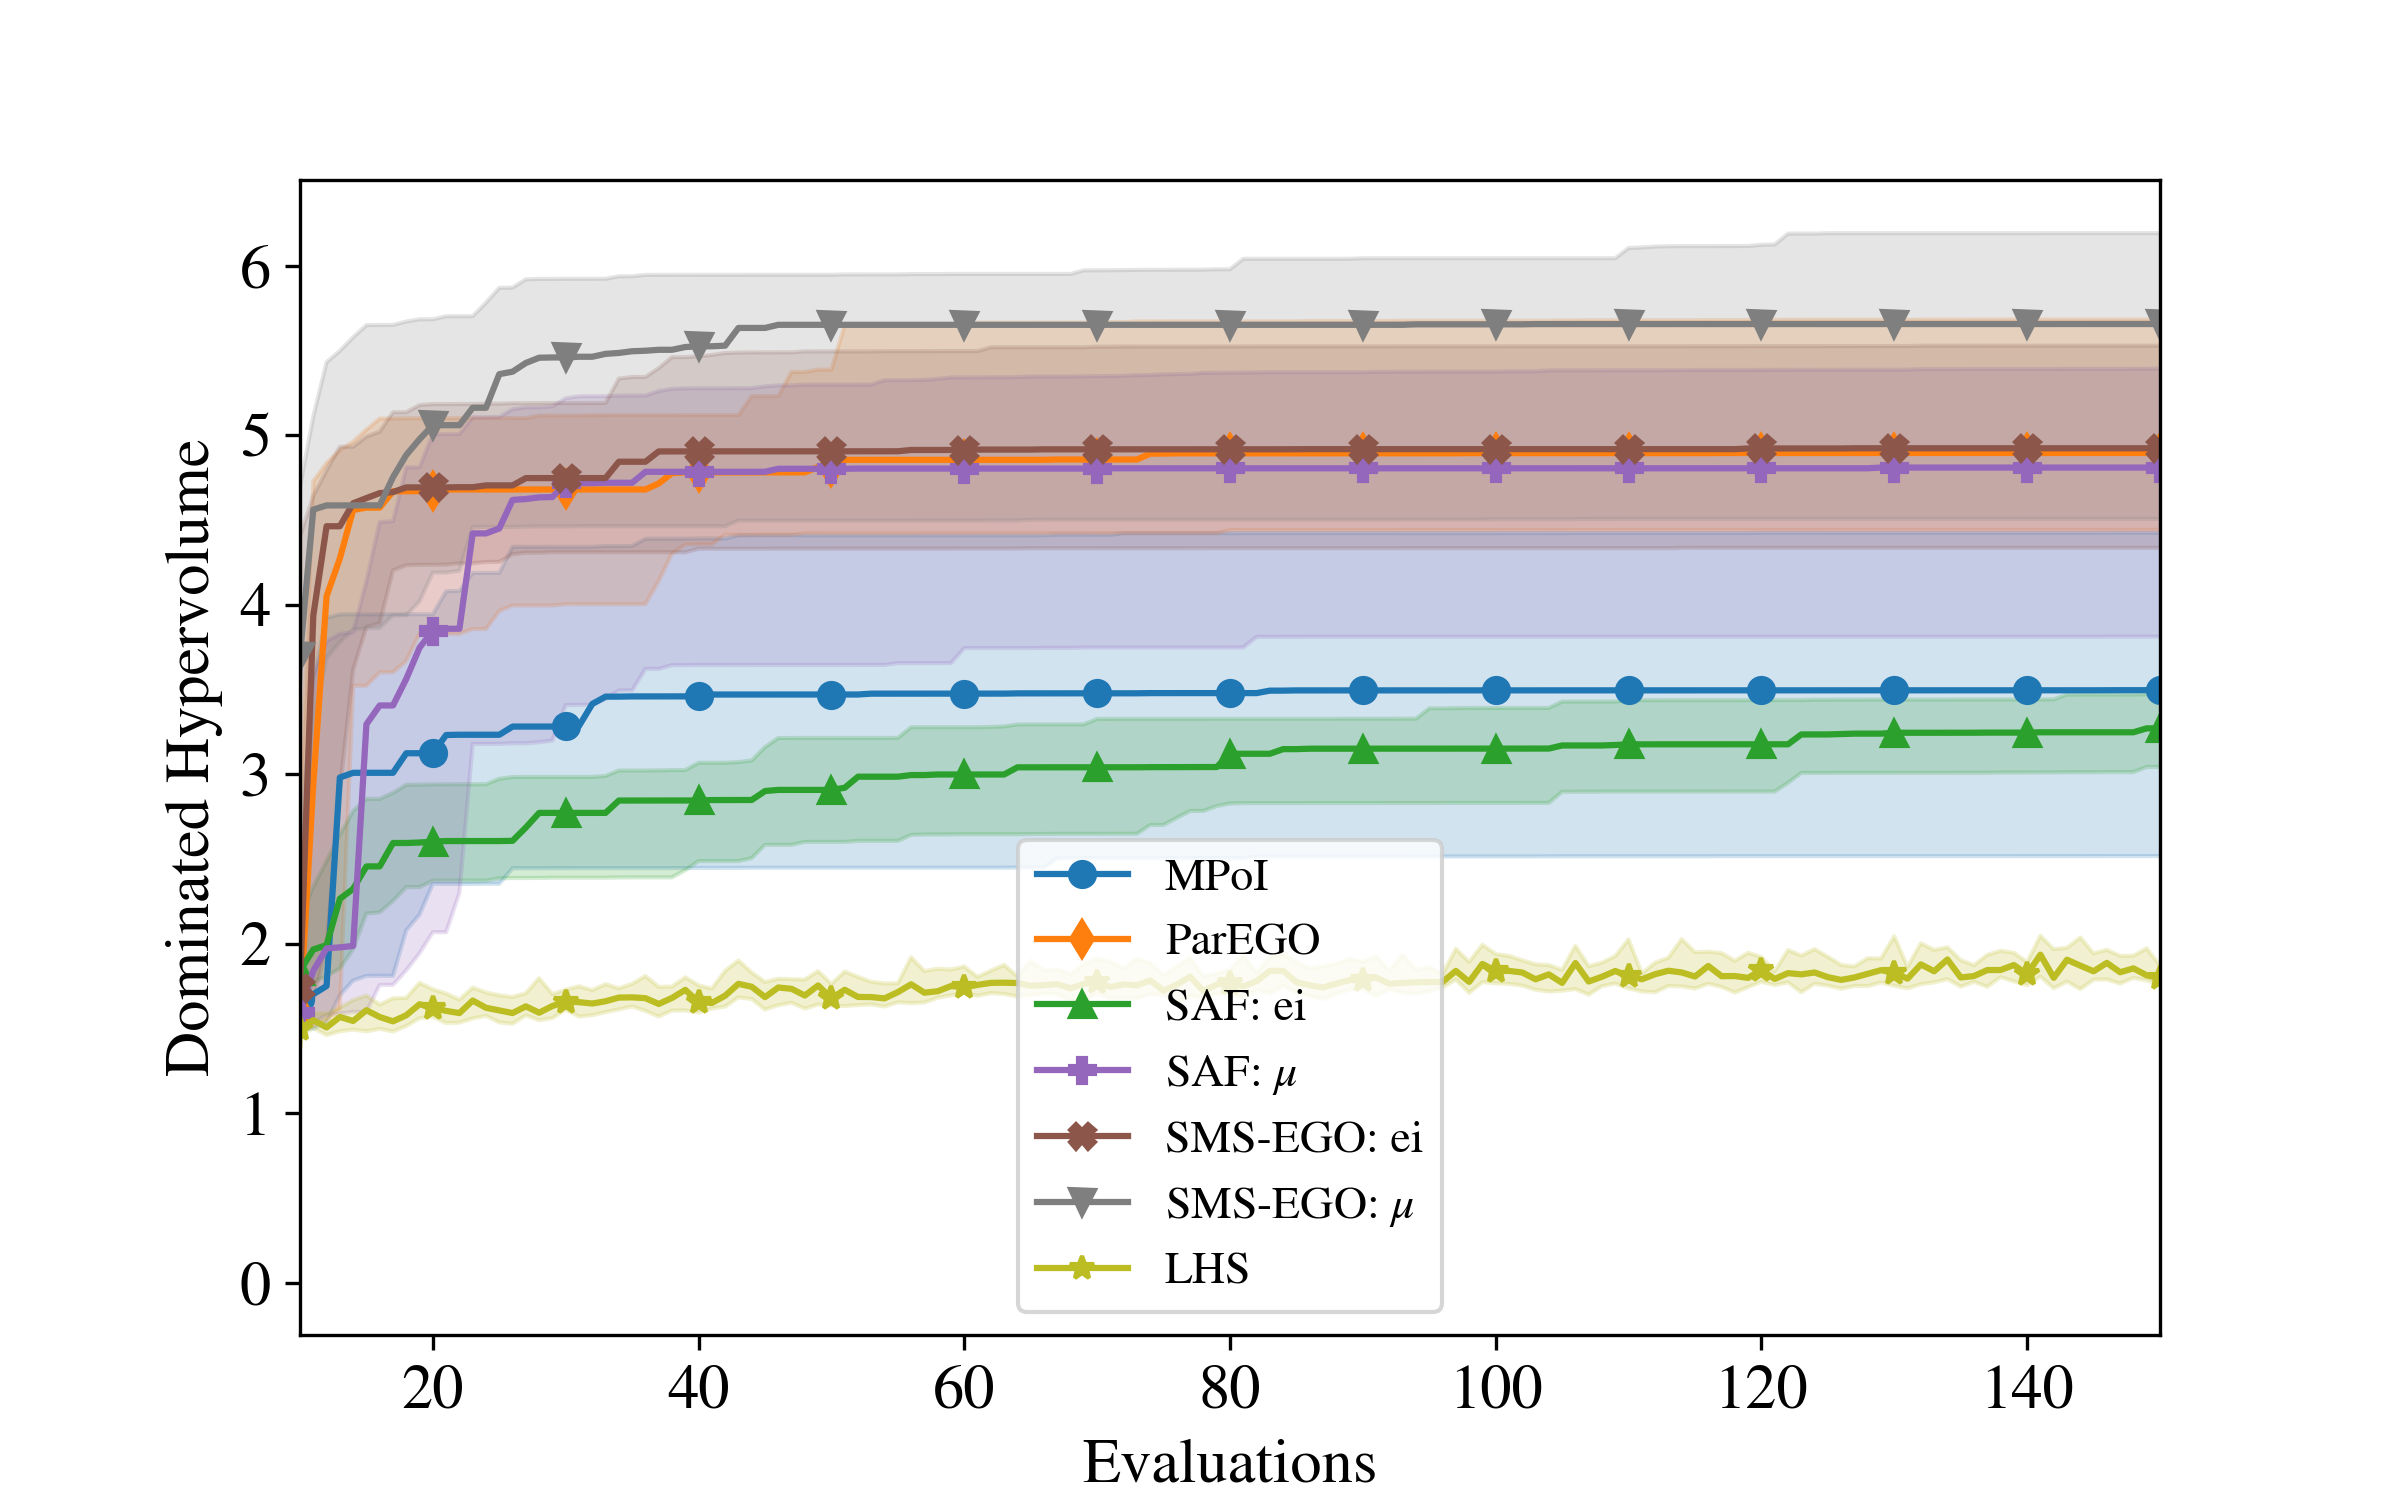 6
5
4
3
2
1
0
Dominated Hypervolume
MPoI
ParEGO
SAF: ei
SAF: μ
SMS-EGO: ei
SMS-EGO: μ
LHS
20 40 60 80 100 120 140
Evaluations